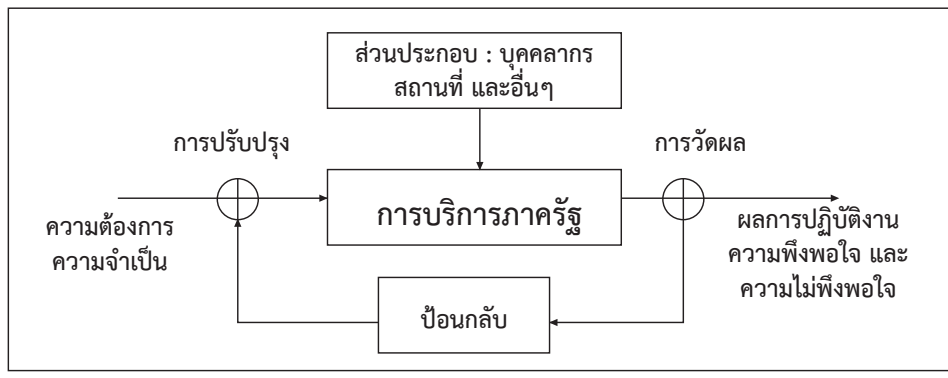 ส่วนประกอบ : บุคคลากร
สถานที่ และอื่นๆ
การปรับปรุง
การวัดผล
การบริการภาครัฐ
ความต้องการ
ความจำเป็น
ผลการปฏิบัติงาน
ความพึงพอใจ และ
ความไม่พึงพอใจ
ป้อนกลับ